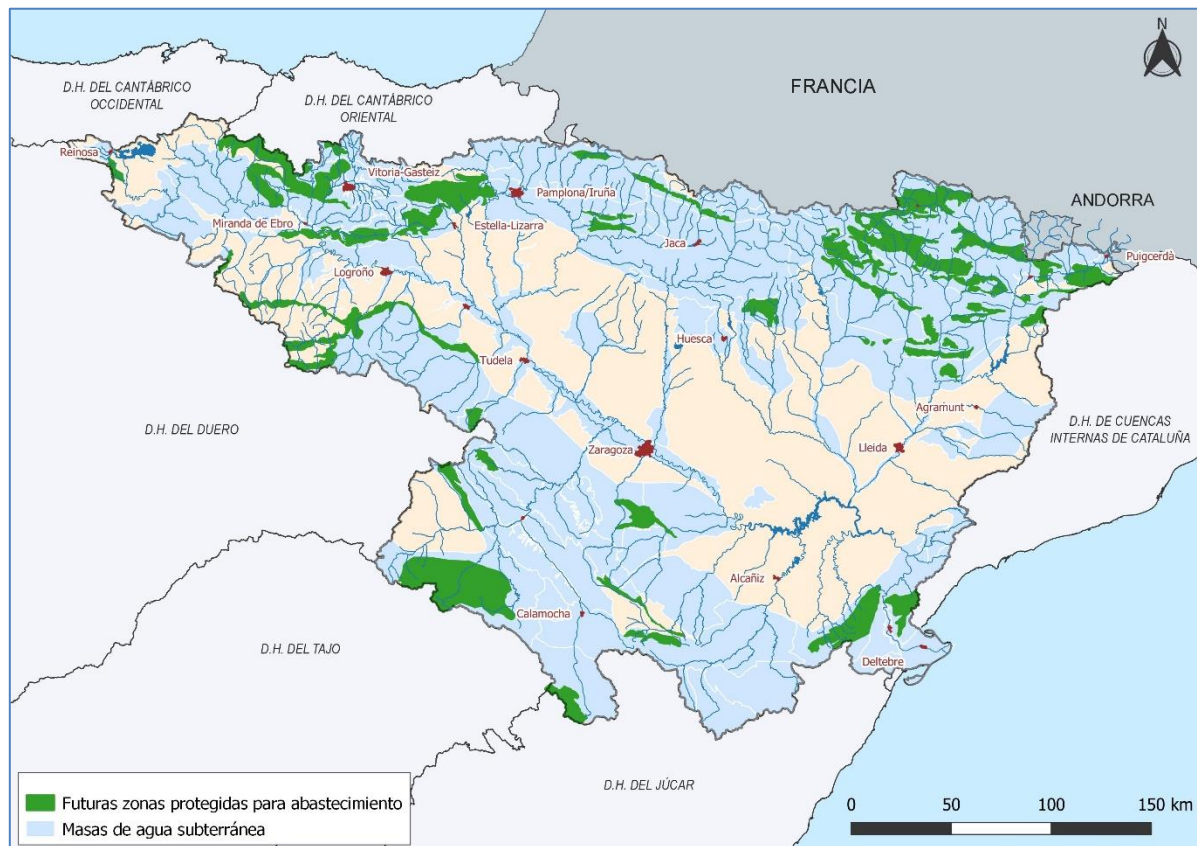 N
FRANCIA
D.H. DEL CANTÁBRICO
OCCIDENTAL
D.H. DEL CANTÁBRICO
ORIENTAL
Reinosa
Vitoria-Gasteiz
Pamplona/Iruña
ANDORRA
Miranda de Ebro
Estella-Lizarra
Jaca
Puigcerdà
Logroño
Huesca
Tudela
Agramunt
D.H. DEL DUERO
D.H. DE CUENCAS
INTERNAS DE CATALUÑA
Zaragoza
Lleida
Alcañiz
Calamocha
D.H. DEL TAJO
Deltebre
D.H. DEL JÚCAR
Futuras zonas protegidas para abastecimiento
Masas de agua subterránea
0 50 100 150 km